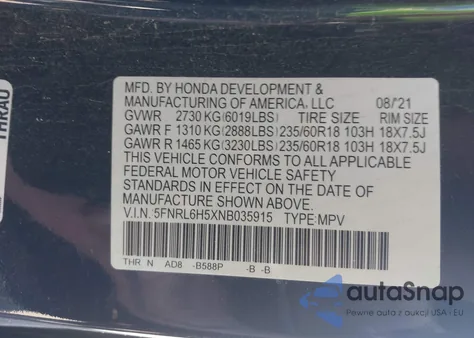 THRAU
MFD. BY HONDA DEVELOPMENT &
MANUFACTURING OF AMERICA, LLC 08/'21
GVWR 2730 KG (6019LBS) TIRE SIZE RIM SIZE
GAWR F 1310 KG (2888LBS) 235/60R18 103H 18X7.5J
GAWR R 1465 KG (3230LBS) 235/60R18 103H 18X7.5J
THIS VEHICLE CONFORMS TO ALL APPLICABLE
FEDERAL MOTOR VEHICLE SAFETY
STANDARDS IN EFFECT ON THE DATE OF
MANUFACTURE SHOWN ABOVE.
V.I.N. 5FNRL6H5XNB035915 TYPE:MPV
THR N AD8 -B588P -B -B
autoSnap
Pewne auta z aukcji USA i EU